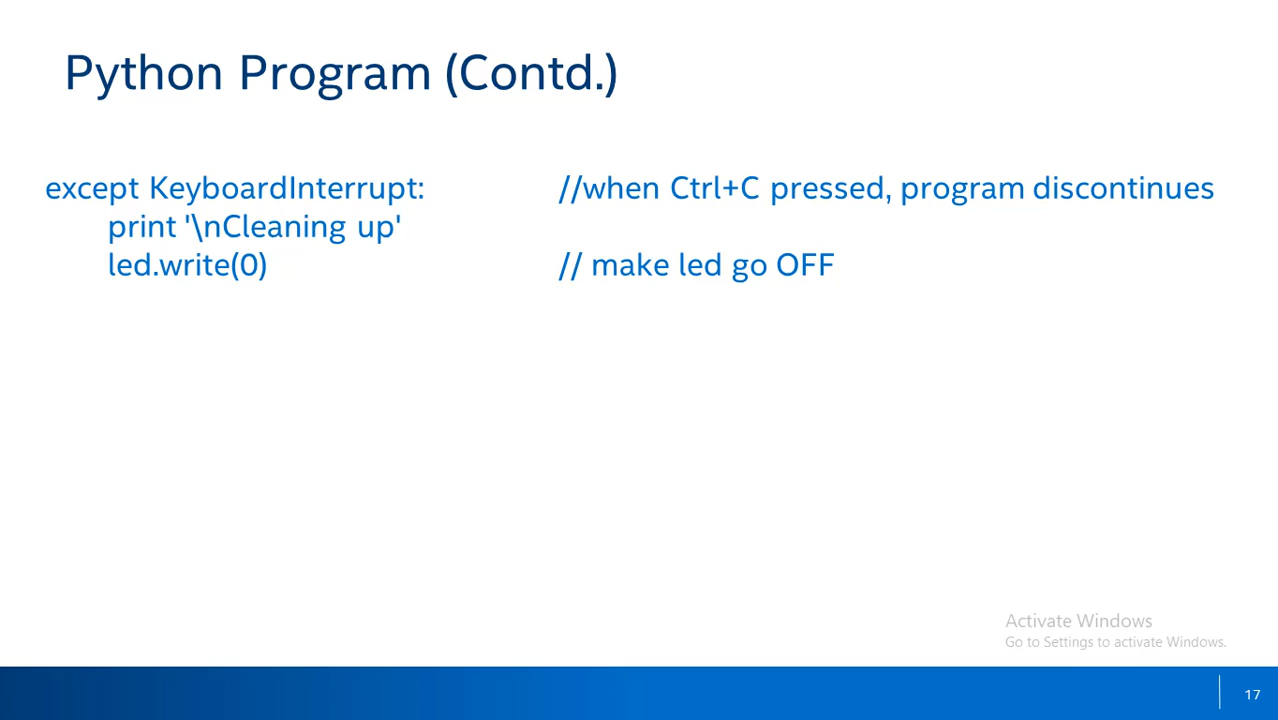 Python Program (Contd.)
except KeyboardInterrupt: //when Ctrl+C pressed, program discontinues
print '\nCleaning up'
led.write(0) // make led go OFF
Activate Windows
Go to Settings to activate Windows.
17